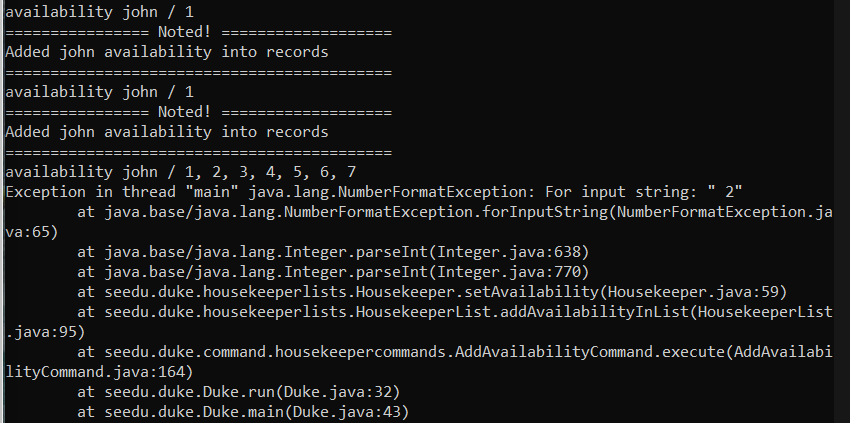 availability john / 1
================ Noted! ===================
Added john availability into records
===========================================
availability john / 1
================ Noted! ===================
Added john availability into records
===========================================
availability john / 1, 2, 3, 4, 5, 6, 7
Exception in thread "main" java.lang.NumberFormatException: For input string: " 2"
        at java.base/java.lang.NumberFormatException.forInputString(NumberFormatException.ja
va:65)
        at java.base/java.lang.Integer.parseInt(Integer.java:638)
        at java.base/java.lang.Integer.parseInt(Integer.java:770)
        at seedu.duke.housekeeperlists.Housekeeper.setAvailability(Housekeeper.java:59)
        at seedu.duke.housekeeperlists.HousekeeperList.addAvailabilityInList(HousekeeperList
.java:95)
        at seedu.duke.command.housekeepercommands.AddAvailabilityCommand.execute(AddAvailabi
lityCommand.java:164)
        at seedu.duke.Duke.run(Duke.java:32)
        at seedu.duke.Duke.main(Duke.java:43)